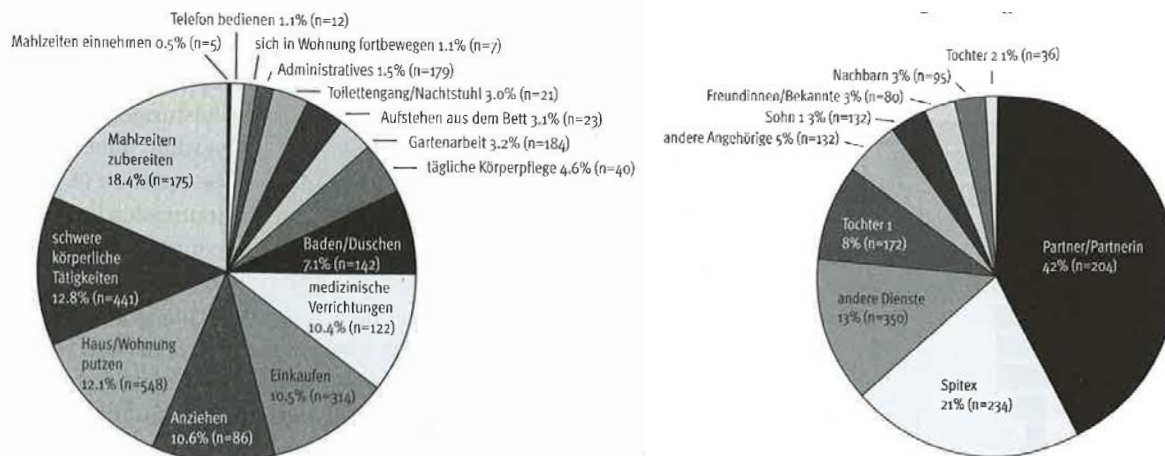 Telefon bedienen 1.1% (n=12)
Mahlzeiten einnehmen 0.5% (n=5)
sich in Wohnung fortbewegen 1.1% (n=7)
Administratives 1.5% (n=179)
Toilettengang/Nachtstuhl 3.0% (n=21)
Aufstehen aus dem Bett 3.1% (n=23)
Gartenarbeit 3.2% (n=184)
tägliche Körperpflege 4.6% (n=40)
Baden/Duschen
7.1% (n=142)
medizinische
Verrichtungen
10.4% (n=122)
Einkaufen
10.5% (n=314)
Anziehen
10.6% (n=86)
Haus/Wohnung
putzen
12.1% (n=548)
schwere
körperliche
Tätigkeiten
12.8% (n=441)
Mahlzeiten
zubereiten
18.4% (n=175)
Tochter 2 1% (n=36)
Nachbarn 3% (n=95)
Freundinnen/Bekannte 3% (n=80)
Sohn 1 3% (n=132)
andere Angehörige 5% (n=132)
Tochter 1
8% (n=172)
andere Dienste
13% (n=350)
Spitex
21% (n=234)
Partner/Partnerin
42% (n=204)